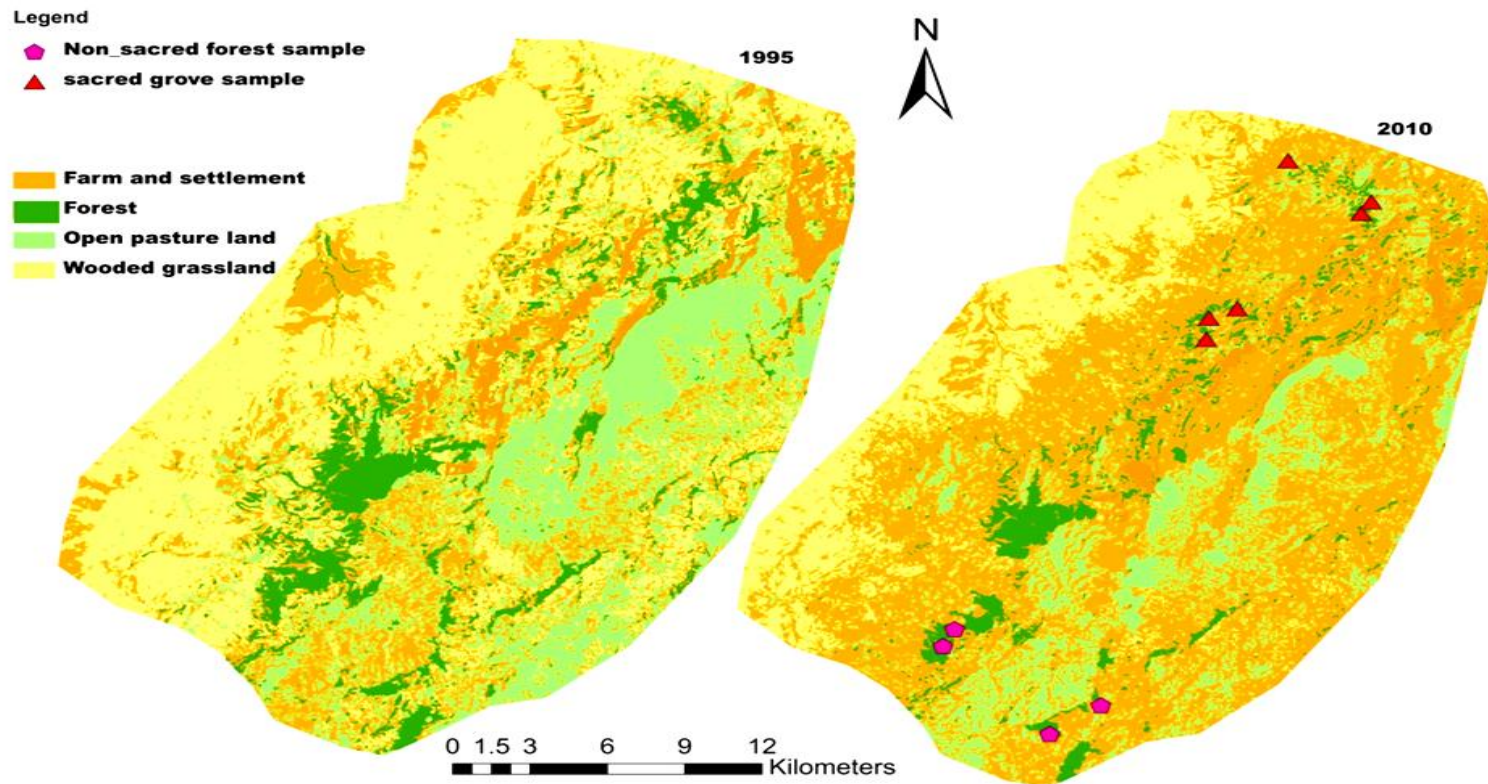 Legend
Non_sacred forest sample
sacred grove sample
Farm and settlement
Forest
Open pasture land
Wooded grassland
1995
N
2010
0 1.5 3 6 9 12
Kilometers